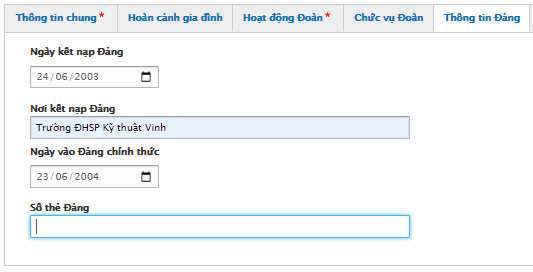 Thông tin chung * Hoàn cảnh gia đình Hoạt động Đoàn * Chức vụ Đoàn Thông tin Đảng
Ngày kết nạp Đảng
24/06/2003
Nơi kết nạp Đảng
Trường ĐHSP Kỹ thuật Vinh
Ngày vào Đảng chính thức
23/06/2004
Số thẻ Đảng